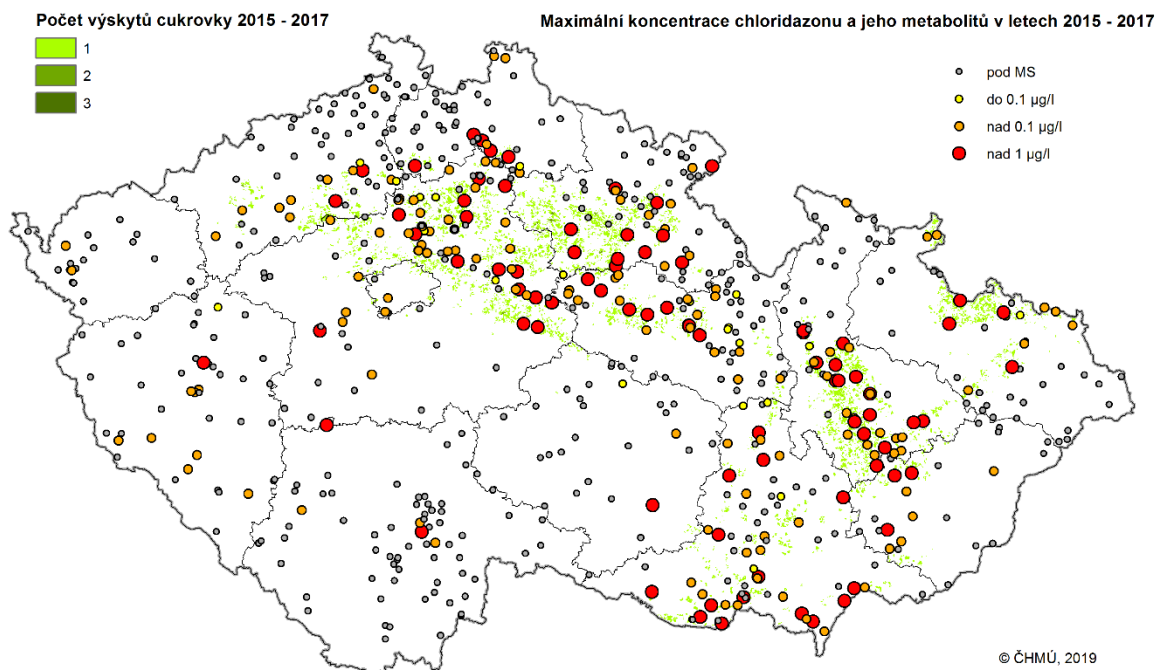 Počet výskytů cukrovky 2015 - 2017
1
2
3
Maximální koncentrace chloridazonu a jeho metabolitů v letech 2015 - 2017
pod MS
do 0.1 µg/l
nad 0.1 µg/l
nad 1 µg/l
© ČHMÚ, 2019